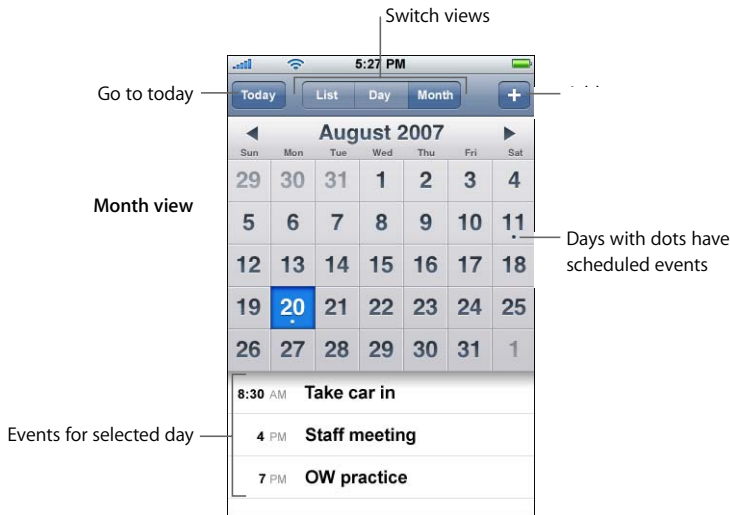 Switch views
5:27 PM
Go to today
Today List Day Month +
August 2007
Sun Mon Tue Wed Thu Fri Sat
29 30 31 1 2 3 4
Month view
5 6 7 8 9 10 11
Days with dots have
scheduled events
12 13 14 15 16 17 18
19 20 21 22 23 24 25
26 27 28 29 30 31 1
8:30 AM Take car in
Events for selected day
4 PM Staff meeting
7 PM OW practice